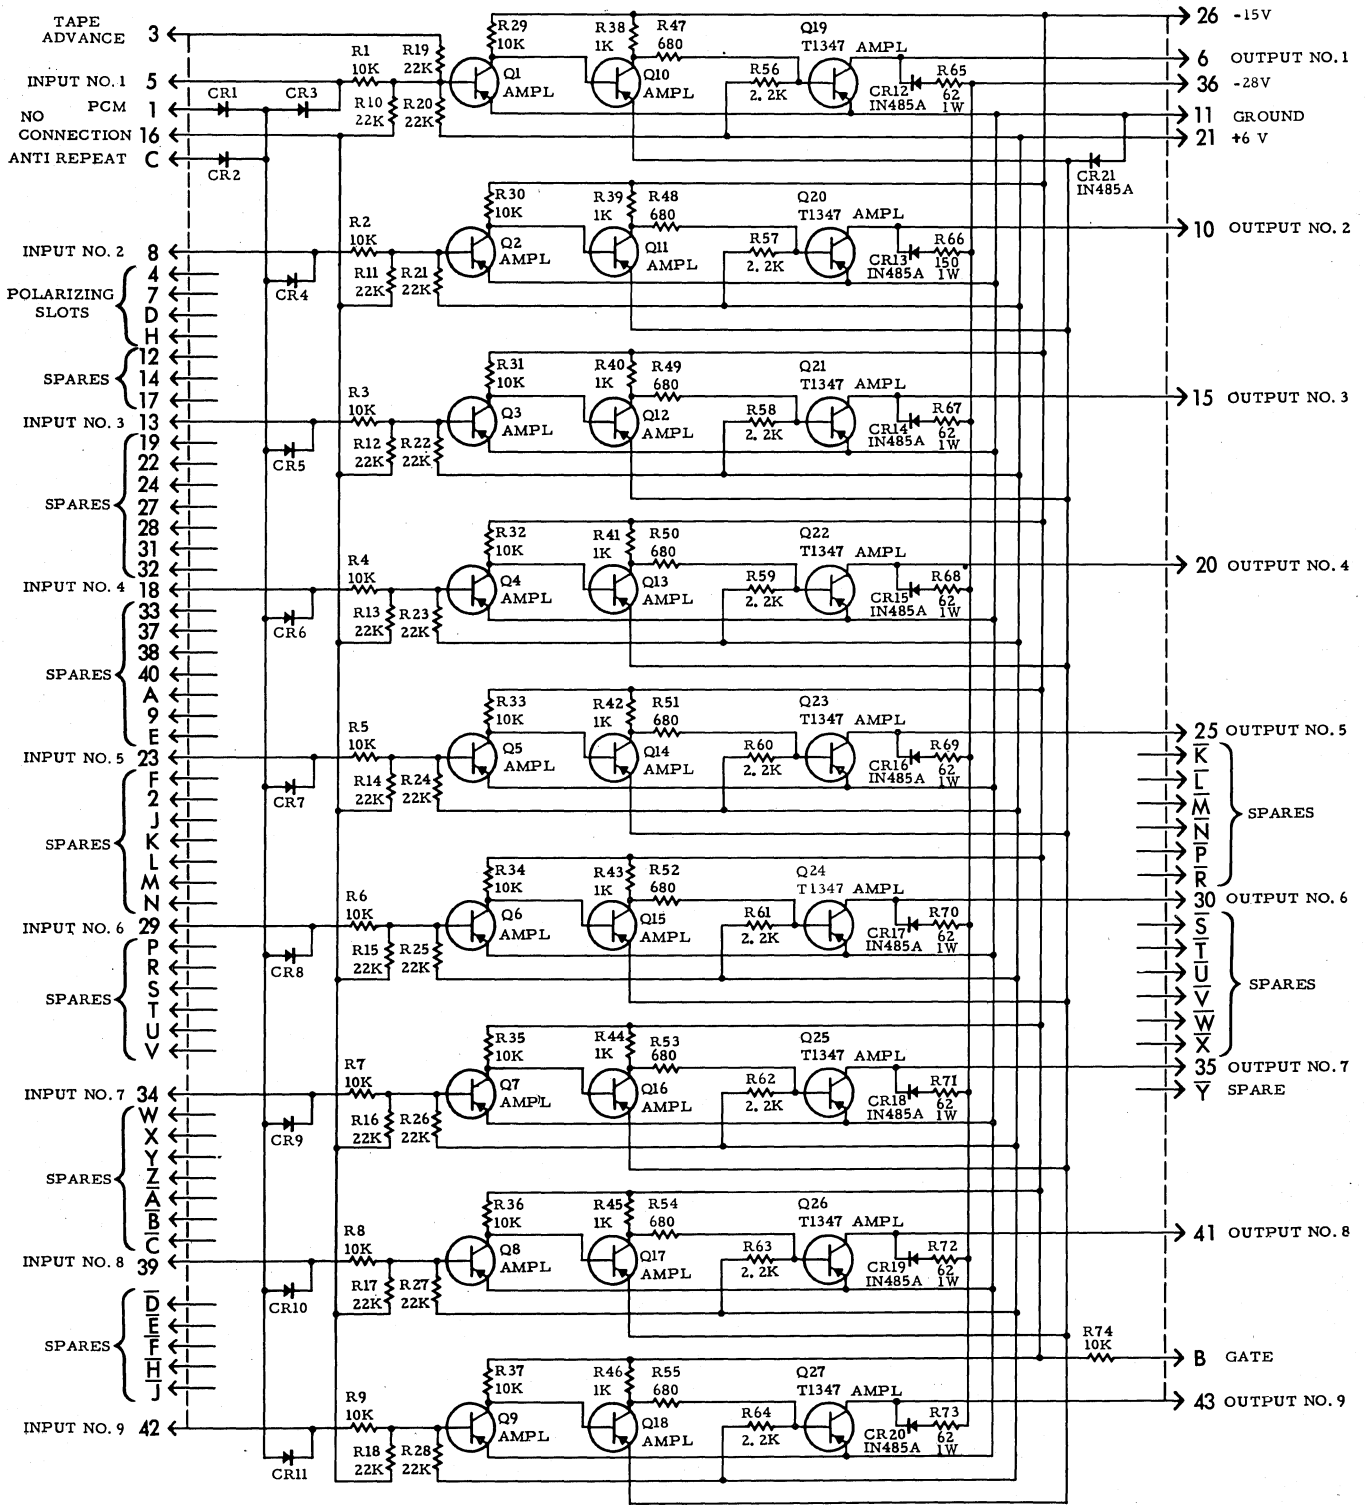 TAPE ADVANCE 3
INPUT NO. 1 5
PCM 1
NO CONNECTION 16
ANTI REPEAT C
CR1
CR3
CR2
R1 10K
R19 22K
R10 22K
R20 22K
R29 10K
Q1 AMPL
R38 1K
R47 680
Q10 AMPL
R56 2.2K
Q19 T1347 AMPL
CR12 IN485A
R65 62 1W
26 -15V
6 OUTPUT NO. 1
36 -28V
11 GROUND
21 +6 V
CR21 IN485A
INPUT NO. 2 8
CR4
R2 10K
R11 22K
R21 22K
R30 10K
Q2 AMPL
R39 1K
R48 680
Q11 AMPL
R57 2.2K
Q20 T1347 AMPL
CR13 IN485A
R66 150 1W
10 OUTPUT NO. 2
POLARIZING SLOTS
4
7
D
H
SPARES
12
14
17
INPUT NO. 3 13
CR5
R3 10K
R12 22K
R22 22K
R31 10K
Q3 AMPL
R40 1K
R49 680
Q12 AMPL
R58 2.2K
Q21 T1347 AMPL
CR14 IN485A
R67 62 1W
15 OUTPUT NO. 3
SPARES
19
22
24
27
28
31
32
INPUT NO. 4 18
CR6
R4 10K
R13 22K
R23 22K
R32 10K
Q4 AMPL
R41 1K
R50 680
Q13 AMPL
R59 2.2K
Q22 T1347 AMPL
CR15 IN485A
R68 62 1W
20 OUTPUT NO. 4
SPARES
33
37
38
40
A
9
E
INPUT NO. 5 23
CR7
R5 10K
R14 22K
R24 22K
R33 10K
Q5 AMPL
R42 1K
R51 680
Q14 AMPL
R60 2.2K
Q23 T1347 AMPL
CR16 IN485A
R69 62 1W
25 OUTPUT NO. 5
K̅
L̅
M̅
N̅
P̅
R̅
SPARES
SPARES
F
2
J
K
L
M
N
INPUT NO. 6 29
CR8
R6 10K
R15 22K
R25 22K
R34 10K
Q6 AMPL
R43 1K
R52 680
Q15 AMPL
R61 2.2K
Q24 T1347 AMPL
CR17 IN485A
R70 62 1W
30 OUTPUT NO. 6
S̅
T̅
U̅
V̅
W̅
X̅
SPARES
SPARES
P
R
S
T
U
V
INPUT NO. 7 34
CR9
R7 10K
R16 22K
R26 22K
R35 10K
Q7 AMPL
R44 1K
R53 680
Q16 AMPL
R62 2.2K
Q25 T1347 AMPL
CR18 IN485A
R71 62 1W
35 OUTPUT NO. 7
Y̅ SPARE
SPARES
W
X
Y
Z
A̅
B̅
C̅
INPUT NO. 8 39
CR10
R8 10K
R17 22K
R27 22K
R36 10K
Q8 AMPL
R45 1K
R54 680
Q17 AMPL
R63 2.2K
Q26 T1347 AMPL
CR19 IN485A
R72 62 1W
41 OUTPUT NO. 8
SPARES
D̅
E̅
F̅
H̅
J̅
R74 10K
B GATE
INPUT NO. 9 42
CR11
R9 10K
R18 22K
R28 22K
R37 10K
Q9 AMPL
R46 1K
R55 680
Q18 AMPL
R64 2.2K
Q27 T1347 AMPL
CR20 IN485A
R73 62 1W
43 OUTPUT NO. 9